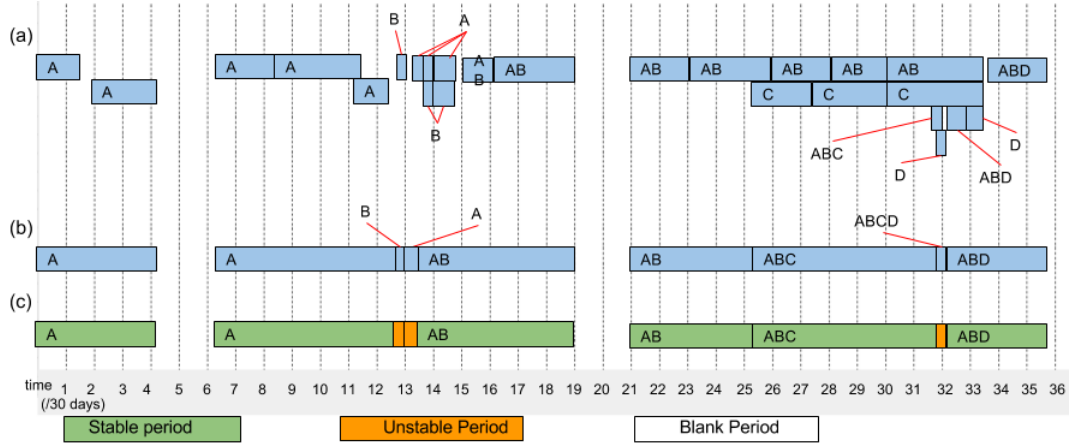 (a)
B
A
A
A
A
A
A
A
B
AB
B
AB
AB
AB
AB
AB
ABD
C
C
C
ABC
D
ABD
D
(b)
B
A
ABCD
A
A
AB
AB
ABC
ABD
(c)
A
A
AB
AB
ABC
ABD
time 1 2 3 4 5 6 7 8 9 10 11 12 13 14 15 16 17 18 19 20 21 22 23 24 25 26 27 28 29 30 31 32 33 34 35 36
(/30 days)
Stable period Unstable Period Blank Period